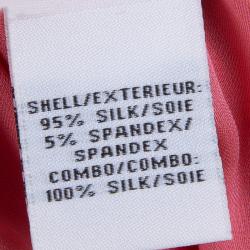 SHELL/EXTERIEUR:
95% SILK/SOIE
5% SPANDEX/
SPANDEX
COMBO/COMBO:
100% SILK/SOIE